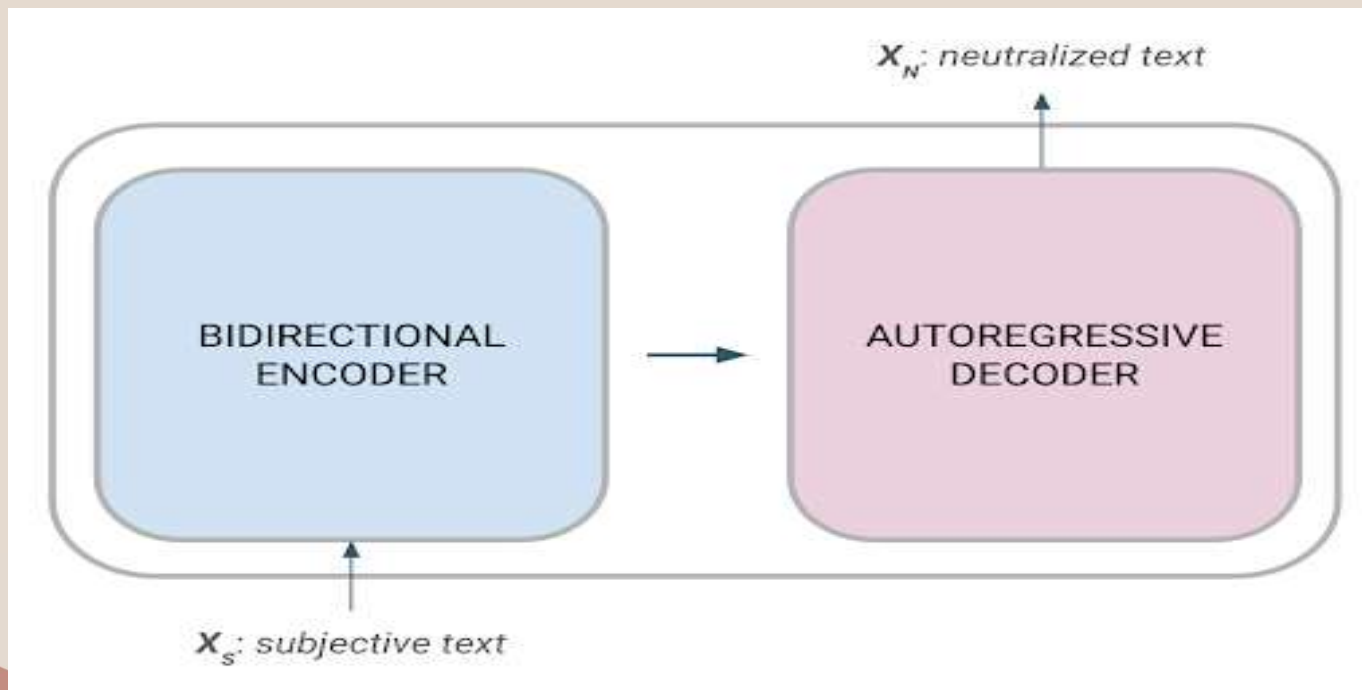 X_N: neutralized text
BIDIRECTIONAL
ENCODER
AUTOREGRESSIVE
DECODER
X_S: subjective text